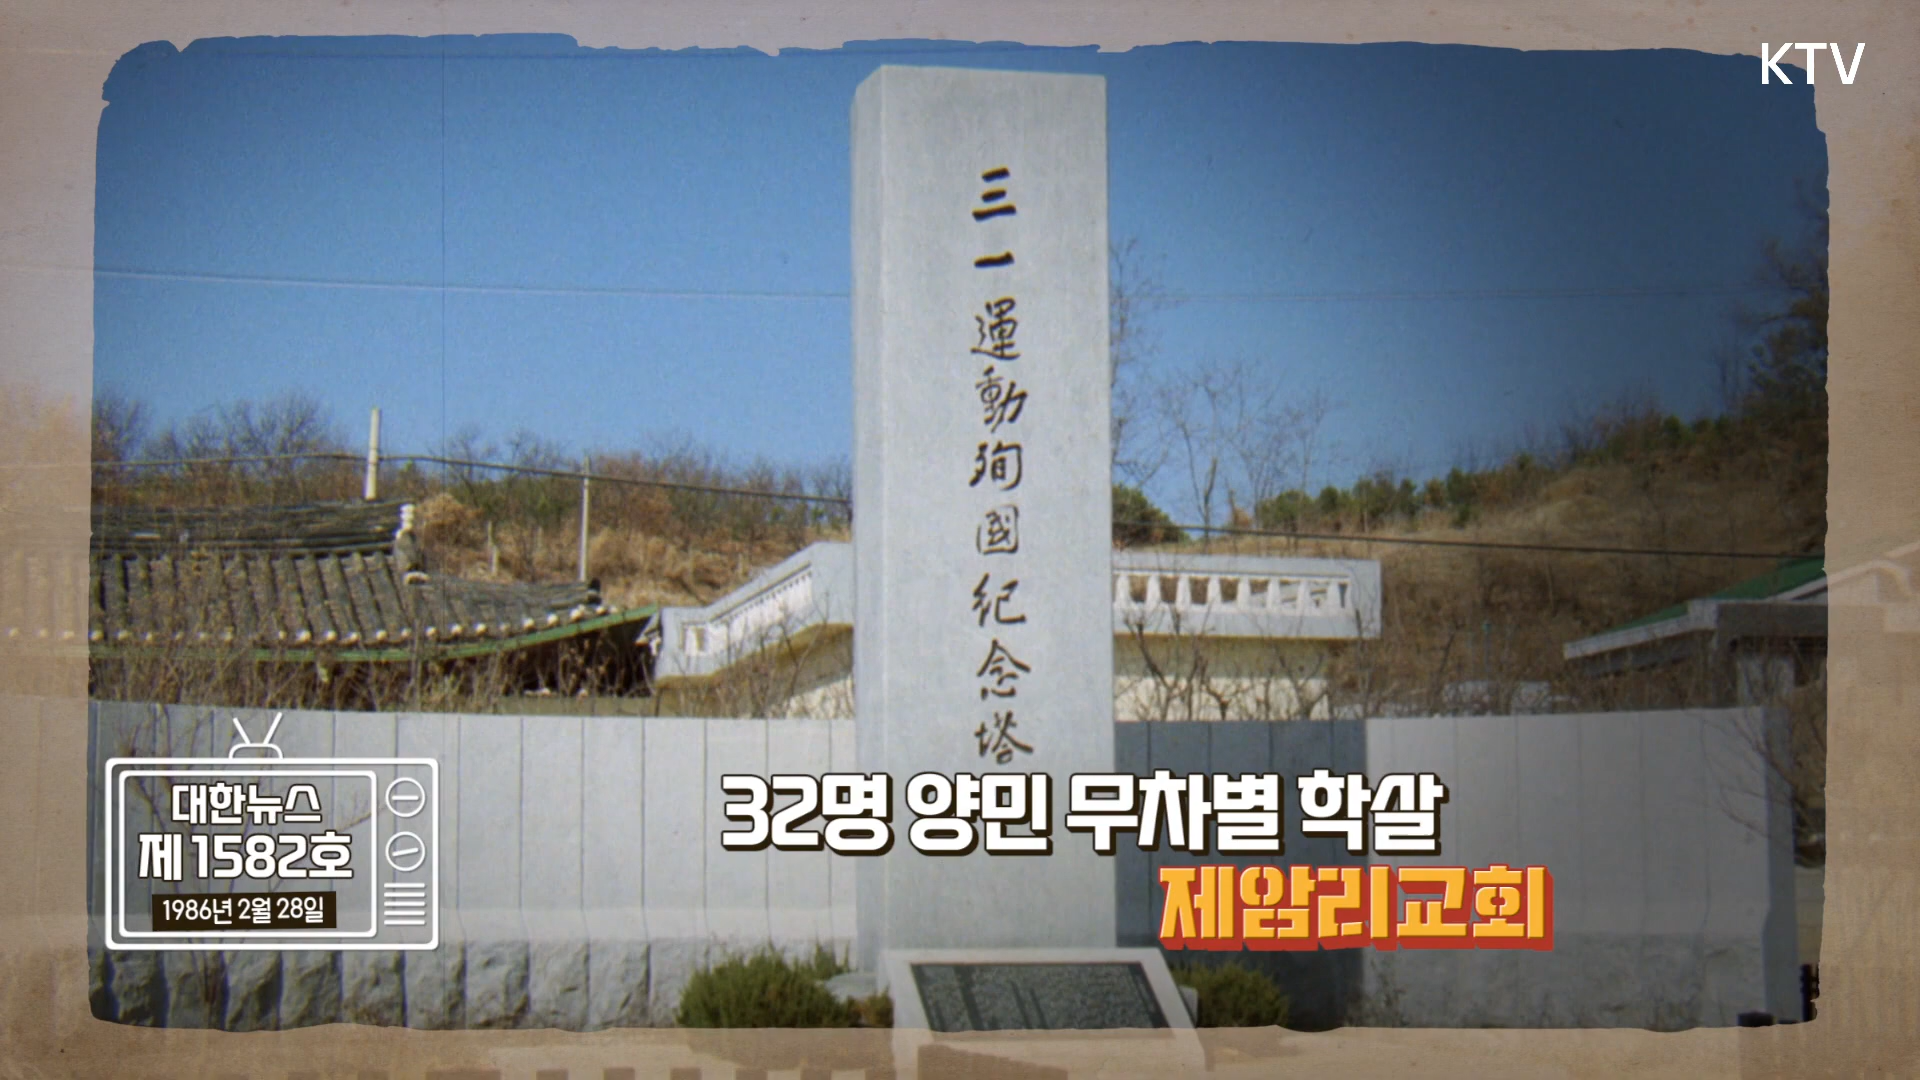 KTV
三一運動殉國紀念塔
32명 양민 무차별 학살
제암리교회
대한뉴스
제 1582호
1986년 2월 28일